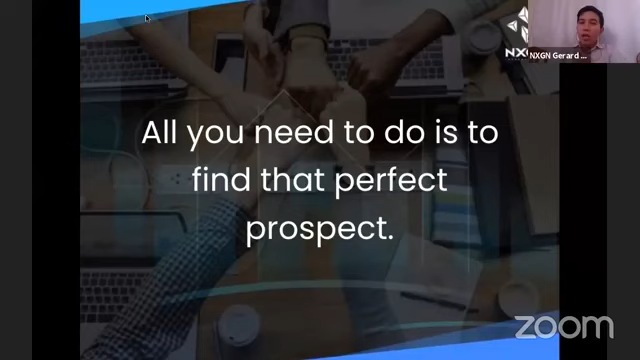 NXGN Gerard ...
All you need to do is to
find that perfect
prospect.
zoom